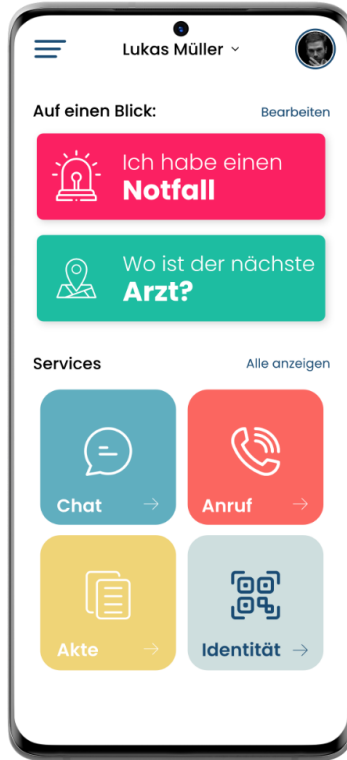 Lukas Müller
Auf einen Blick:
Bearbeiten
Ich habe einen
Notfall
Wo ist der nächste
Arzt?
Services
Alle anzeigen
Chat
Anruf
Akte
Identität